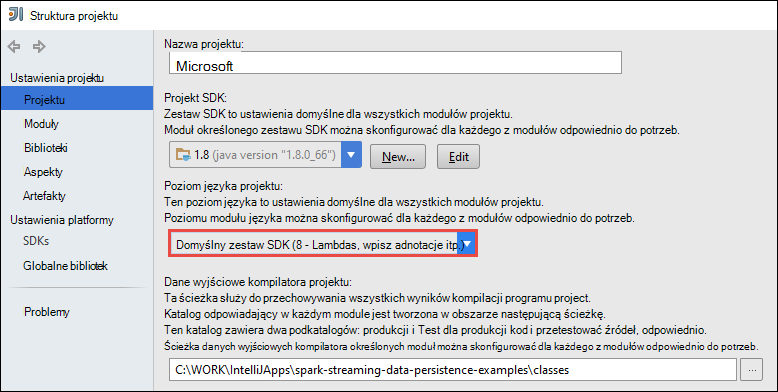 Struktura projektu
Ustawienia projektu
Projektu
Moduły
Biblioteki
Aspekty
Artefakty
Ustawienia platformy
SDKs
Globalne bibliotek
Problemy
Nazwa projektu:
Microsoft
Projekt SDK:
Zestaw SDK to ustawienia domyślne dla wszystkich modułów projektu.
Moduł określonego zestawu SDK można skonfigurować dla każdego z modułów odpowiednio do potrzeb.
1.8 (java version "1.8.0_66")
New...
Edit
Poziom języka projektu:
Ten poziom języka to ustawienia domyślne dla wszystkich modułów projektu.
Poziomu modułu języka można skonfigurować dla każdego z modułów odpowiednio do potrzeb.
Domyślny zestaw SDK (8 - Lambdas, wpisz adnotacje itp.)
Dane wyjściowe kompilatora projektu:
Ta ścieżka służy do przechowywania wszystkich wyników kompilacji programu project.
Katalog odpowiadający w każdym module jest tworzona w obszarze następującą ścieżkę.
Ten katalog zawiera dwa podkatalogów: produkcji i Test dla produkcji kod i przetestować źródeł, odpowiednio.
Ścieżka danych wyjściowych kompilatora określonych moduł można skonfigurować dla każdego z modułów odpowiednio do potrzeb.
C:\WORK\IntelliJApps\spark-streaming-data-persistence-examples\classes
...